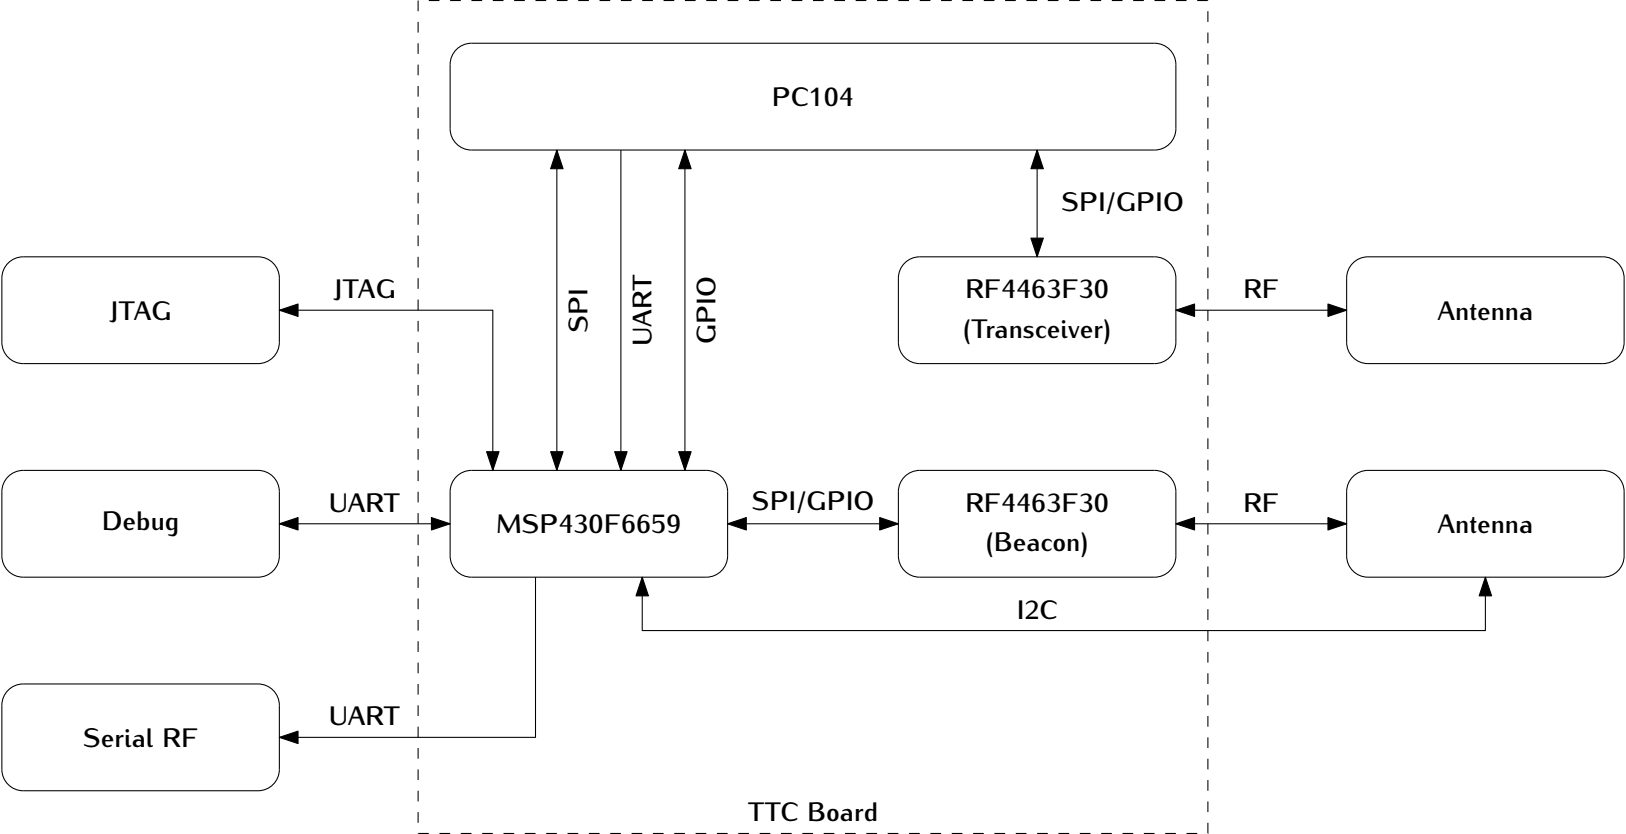 PC104
SPI/GPIO
JTAG
JTAG
SPI
UART
GPIO
RF4463F30
(Transceiver)
RF
Antenna
Debug
UART
MSP430F6659
SPI/GPIO
RF4463F30
(Beacon)
RF
Antenna
I2C
Serial RF
UART
TTC Board